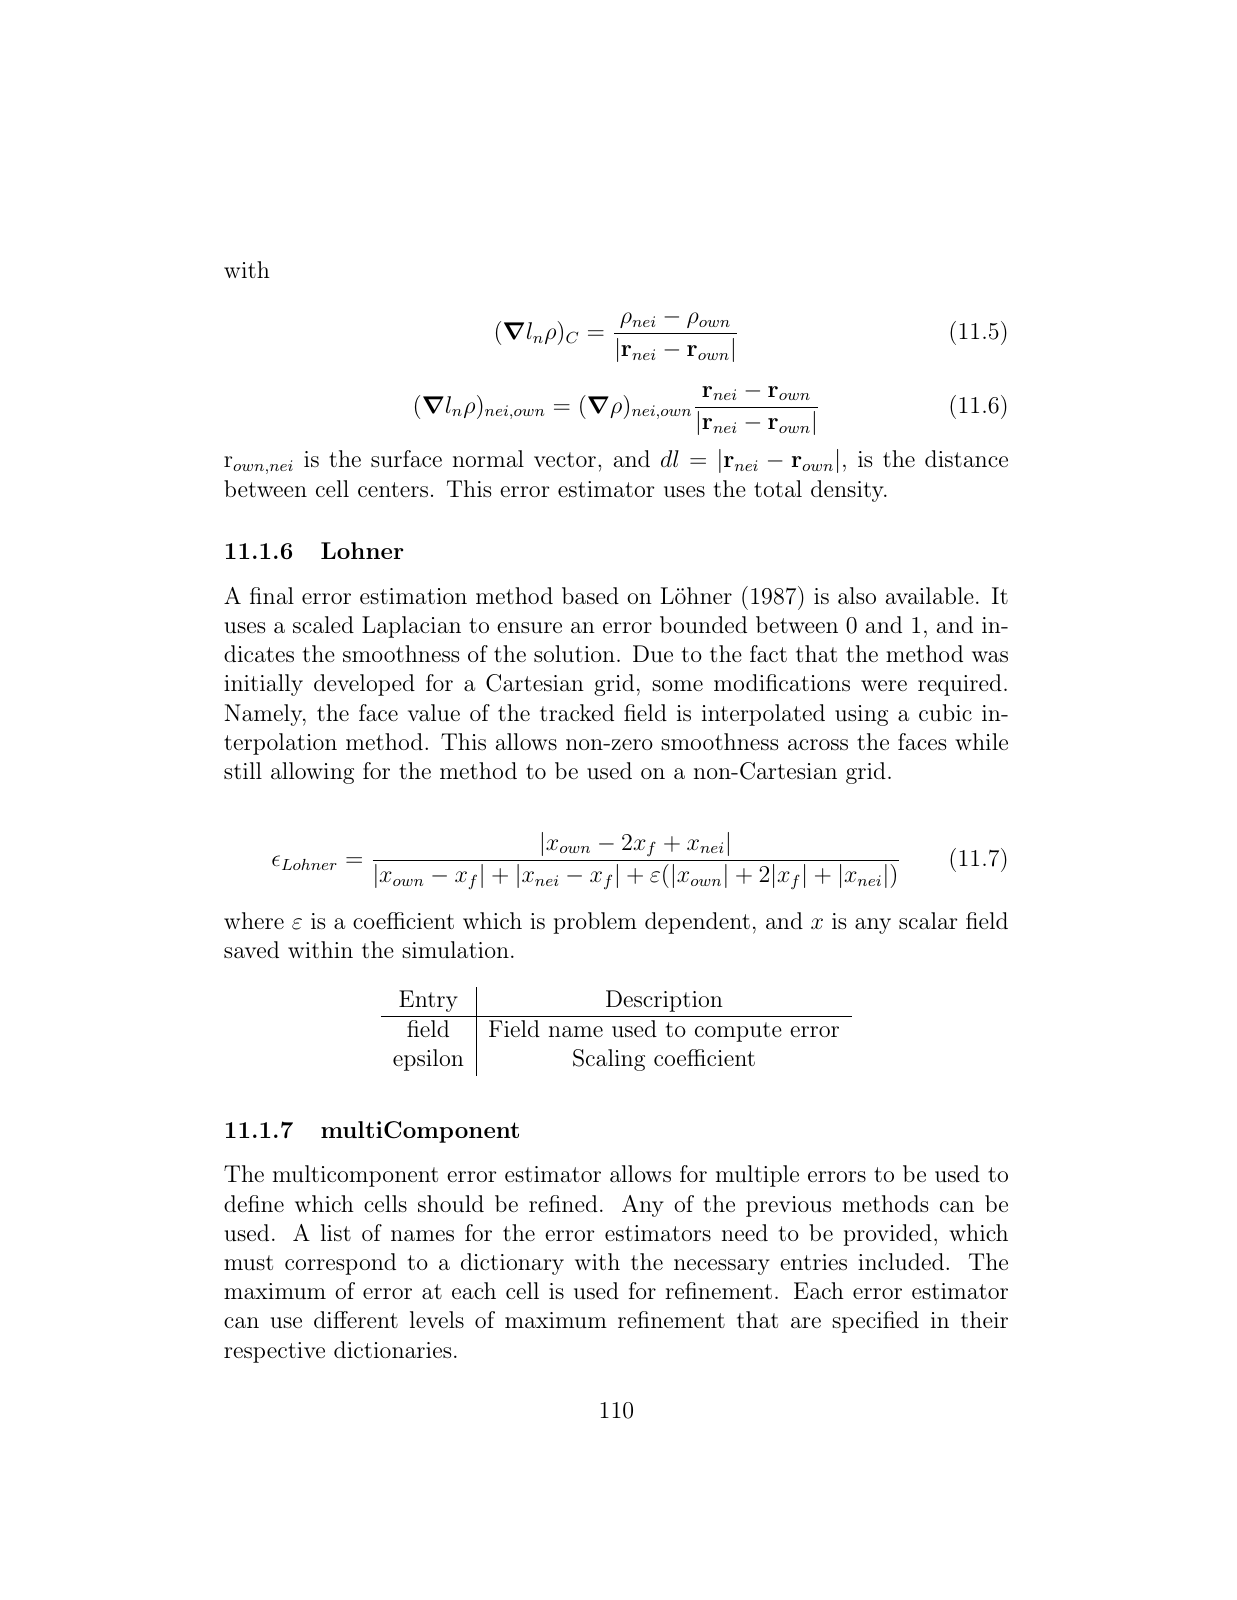 with
(∇l_nρ)_C = (ρ_nei − ρ_own) / |r_nei − r_own| (11.5)
(∇l_nρ)_nei,own = (∇ρ)_nei,own (r_nei − r_own) / |r_nei − r_own| (11.6)
r_own,nei is the surface normal vector, and dl = |r_nei − r_own|, is the distance
between cell centers. This error estimator uses the total density.
11.1.6 Lohner
A final error estimation method based on Löhner (1987) is also available. It
uses a scaled Laplacian to ensure an error bounded between 0 and 1, and in-
dicates the smoothness of the solution. Due to the fact that the method was
initially developed for a Cartesian grid, some modifications were required.
Namely, the face value of the tracked field is interpolated using a cubic in-
terpolation method. This allows non-zero smoothness across the faces while
still allowing for the method to be used on a non-Cartesian grid.
ϵ_Lohner = |x_own − 2x_f + x_nei| / (|x_own − x_f| + |x_nei − x_f| + ε(|x_own| + 2|x_f| + |x_nei|)) (11.7)
where ε is a coefficient which is problem dependent, and x is any scalar field
saved within the simulation.
Entry Description
field Field name used to compute error
epsilon Scaling coefficient
11.1.7 multiComponent
The multicomponent error estimator allows for multiple errors to be used to
define which cells should be refined. Any of the previous methods can be
used. A list of names for the error estimators need to be provided, which
must correspond to a dictionary with the necessary entries included. The
maximum of error at each cell is used for refinement. Each error estimator
can use different levels of maximum refinement that are specified in their
respective dictionaries.
110